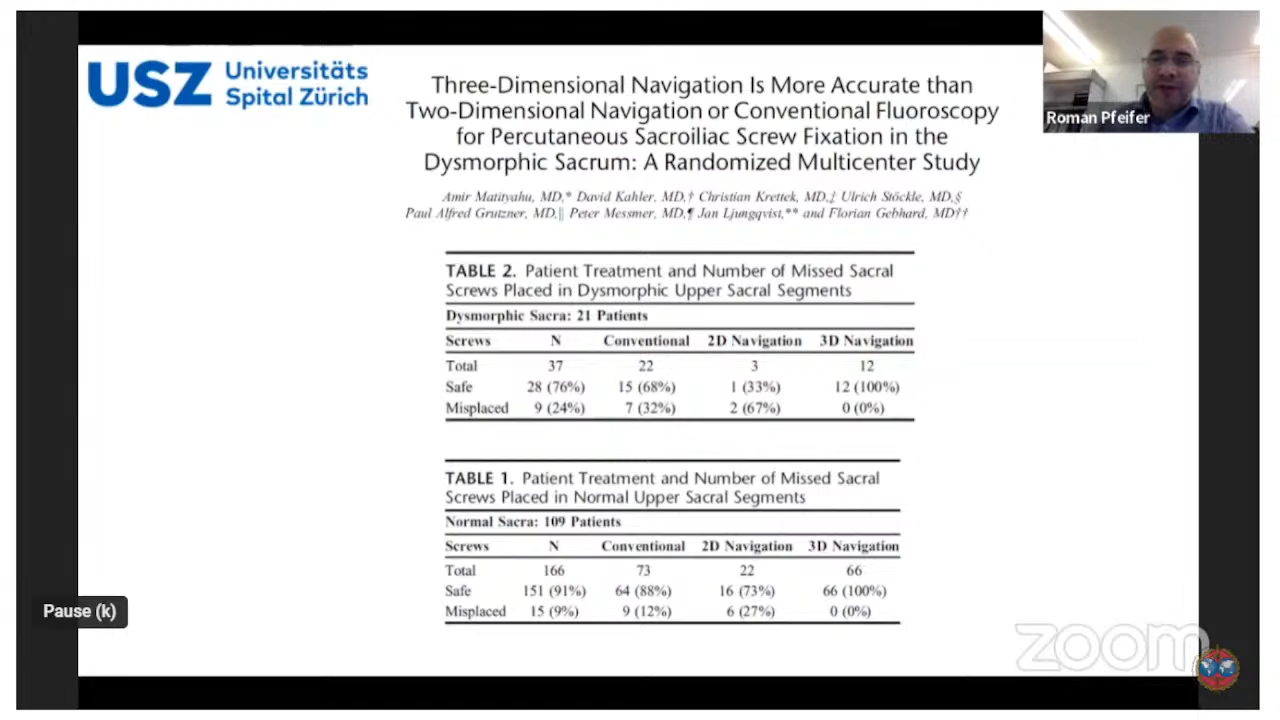 USZ Universitäts
Spital Zürich
Three-Dimensional Navigation Is More Accurate than
Two-Dimensional Navigation or Conventional Fluoroscopy
for Percutaneous Sacroiliac Screw Fixation in the
Dysmorphic Sacrum: A Randomized Multicenter Study
Roman Pfeifer
Amir Matityahu, MD,* David Kahler, MD,† Christian Krettek, MD,‡ Ulrich Stöckle, MD,§
Paul Alfred Grutzner, MD,|| Peter Messmer, MD,¶ Jan Ljungqvist,** and Florian Gebhard, MD††
TABLE 2. Patient Treatment and Number of Missed Sacral
Screws Placed in Dysmorphic Upper Sacral Segments
Dysmorphic Sacra: 21 Patients
Screws N Conventional 2D Navigation 3D Navigation
Total 37 22 3 12
Safe 28 (76%) 15 (68%) 1 (33%) 12 (100%)
Misplaced 9 (24%) 7 (32%) 2 (67%) 0 (0%)
TABLE 1. Patient Treatment and Number of Missed Sacral
Screws Placed in Normal Upper Sacral Segments
Normal Sacra: 109 Patients
Screws N Conventional 2D Navigation 3D Navigation
Total 166 73 22 66
Safe 151 (91%) 64 (88%) 16 (73%) 66 (100%)
Misplaced 15 (9%) 9 (12%) 6 (27%) 0 (0%)
Pause (k)
zoom